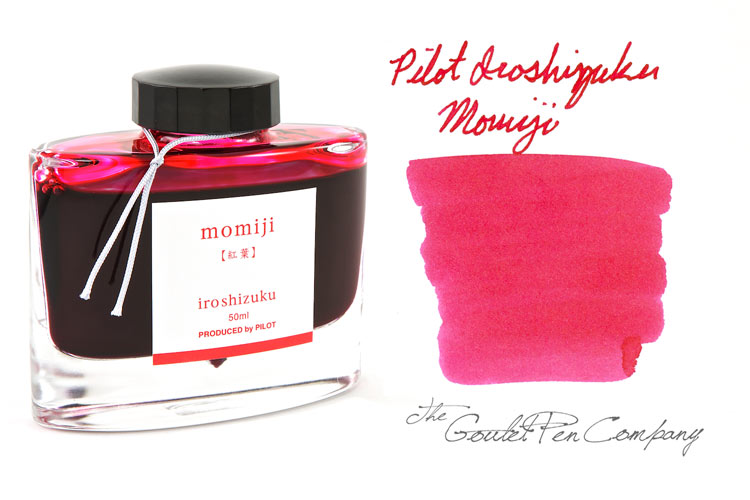 momiji
【紅葉】
iroshizuku
50ml
PRODUCED by PILOT
Pilot Iroshizuku
Momiji
The Goulet Pen Company